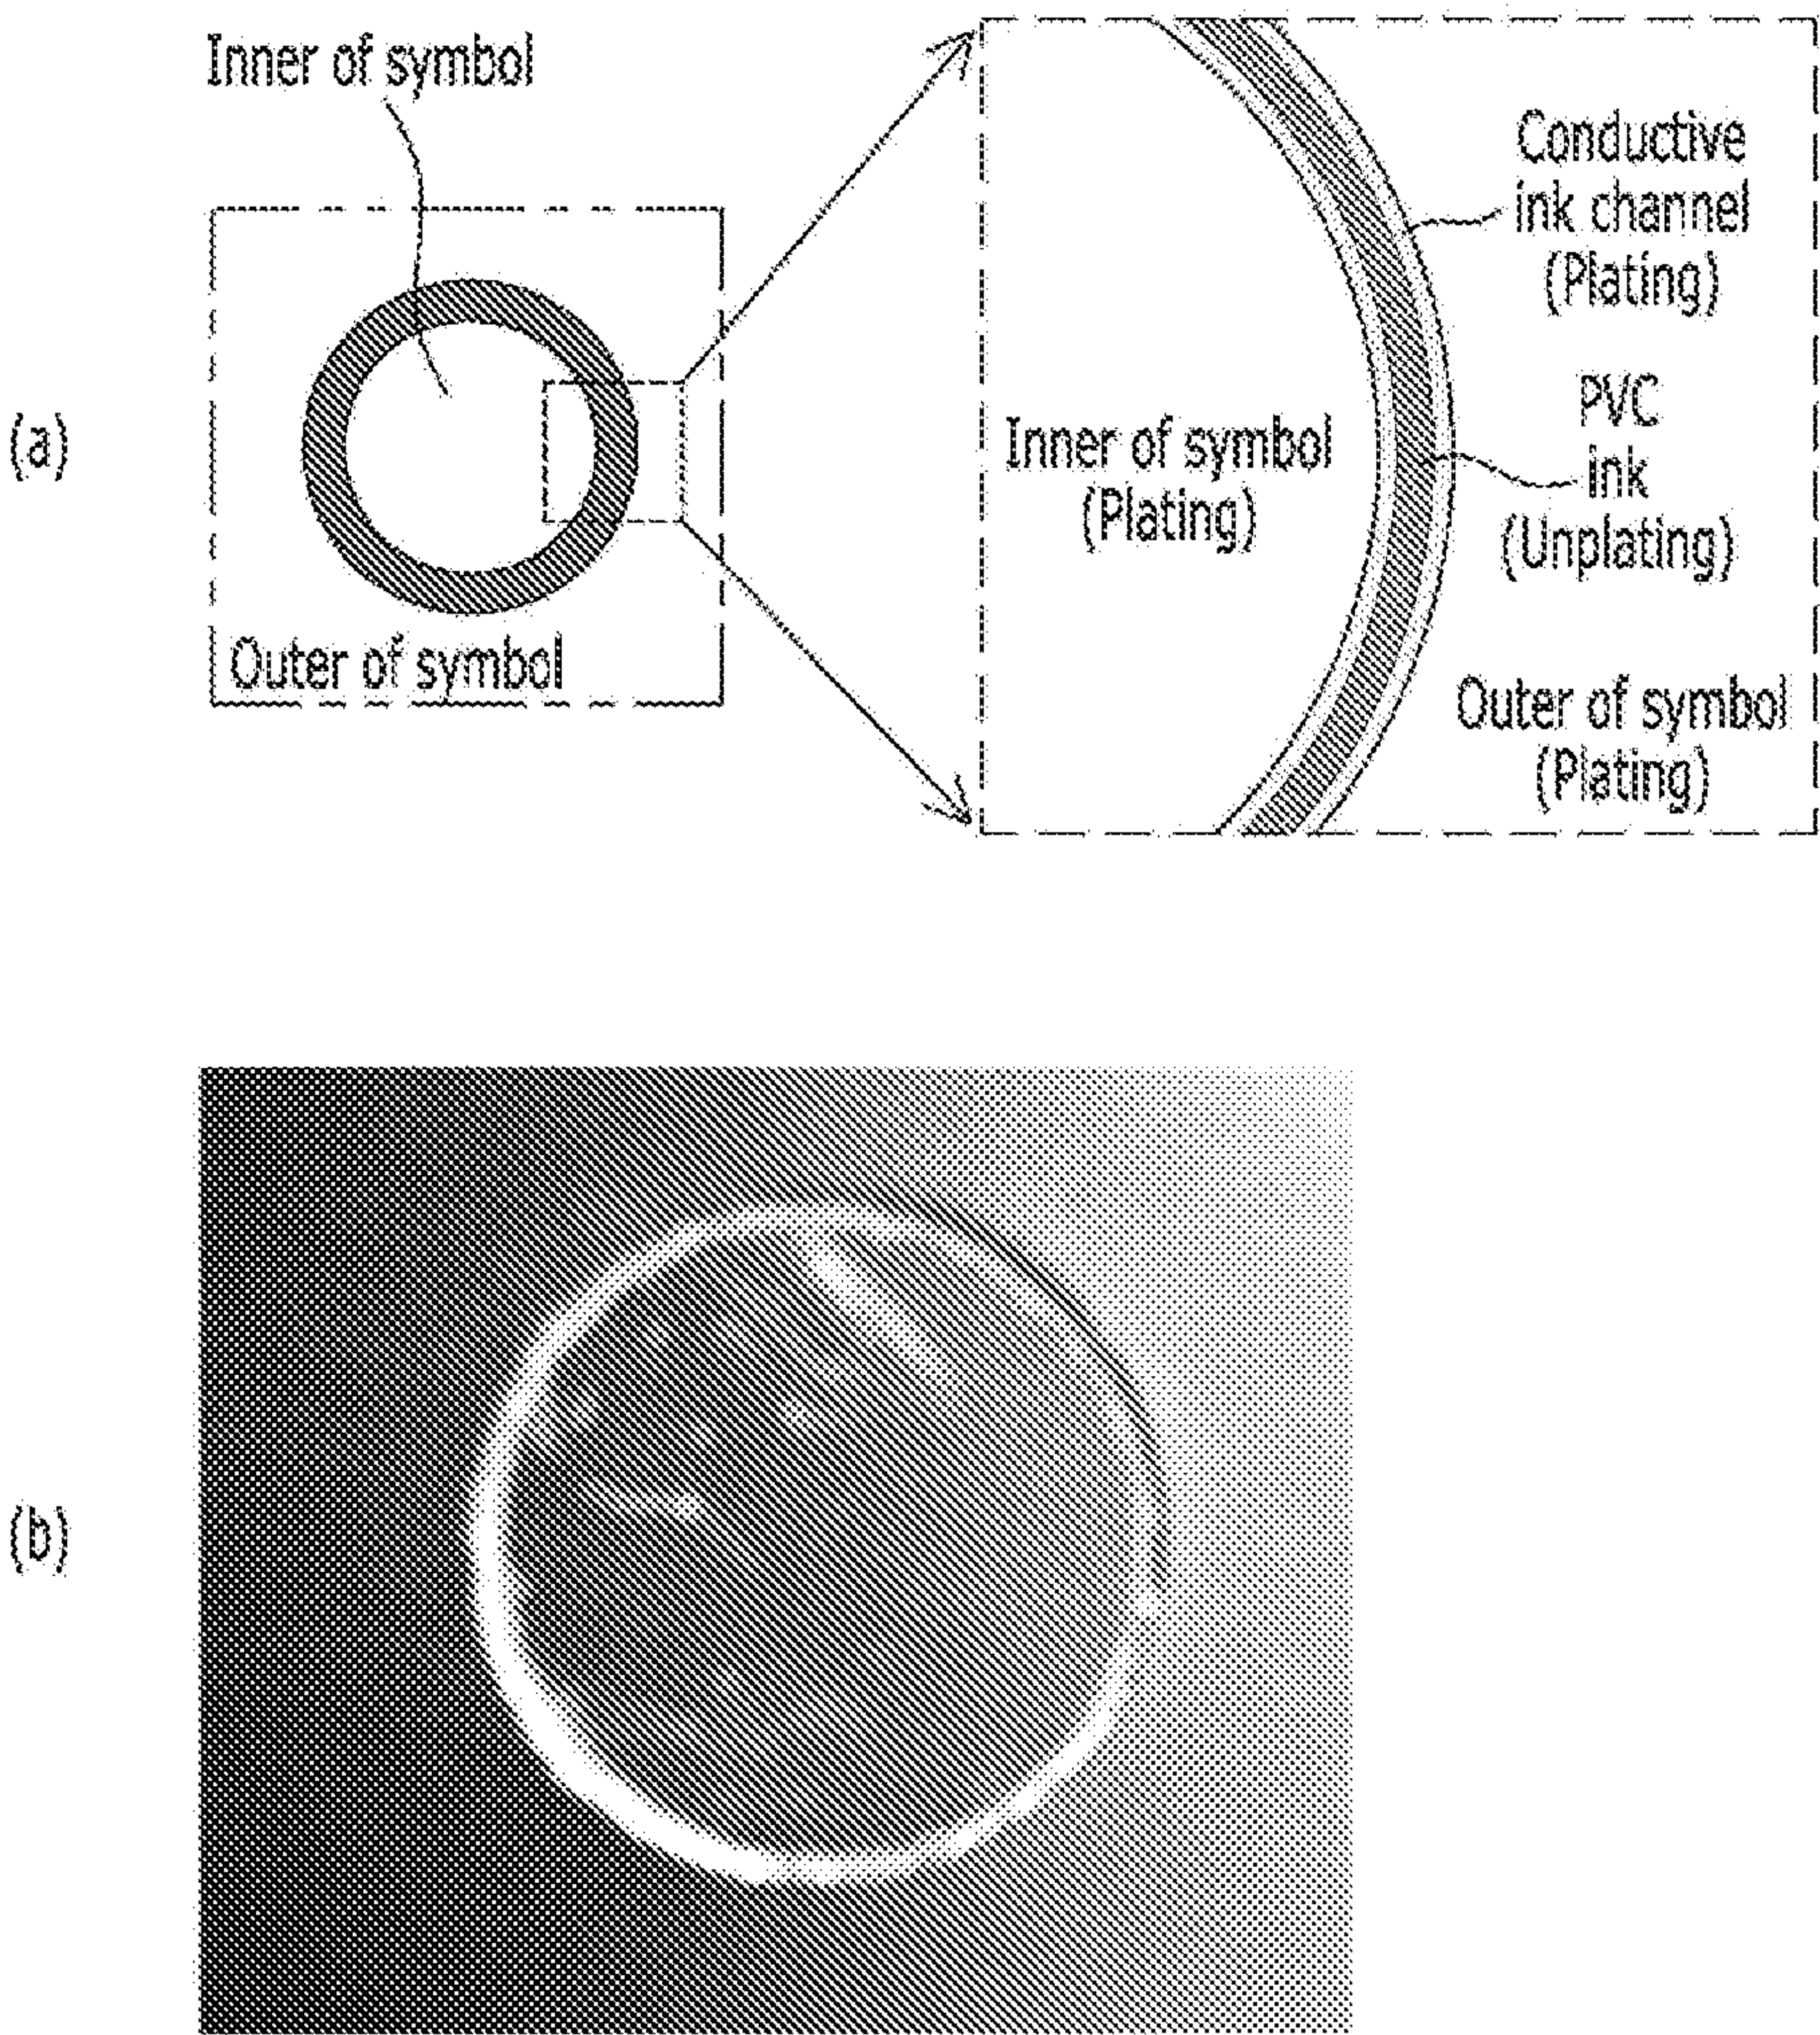 Inner of symbol
(a)
Outer of symbol
Conductive
ink channel
(Plating)
Inner of symbol
(Plating)
PVC
ink
(Unplating)
Outer of symbol
(Plating)
(b)